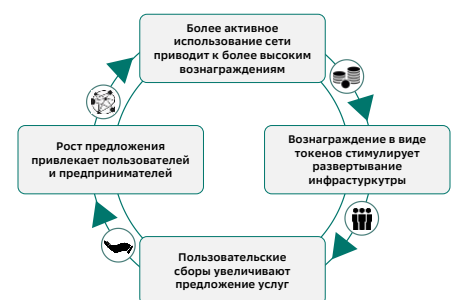 Более активное
использование сети
приводит к более высоким
вознаграждениям
Вознаграждение в виде
токенов стимулирует
развертывание
инфрастуркутры
Пользовательские
сборы увеличивают
предложение услуг
Рост предложения
привлекает пользователей
и предпринимателей